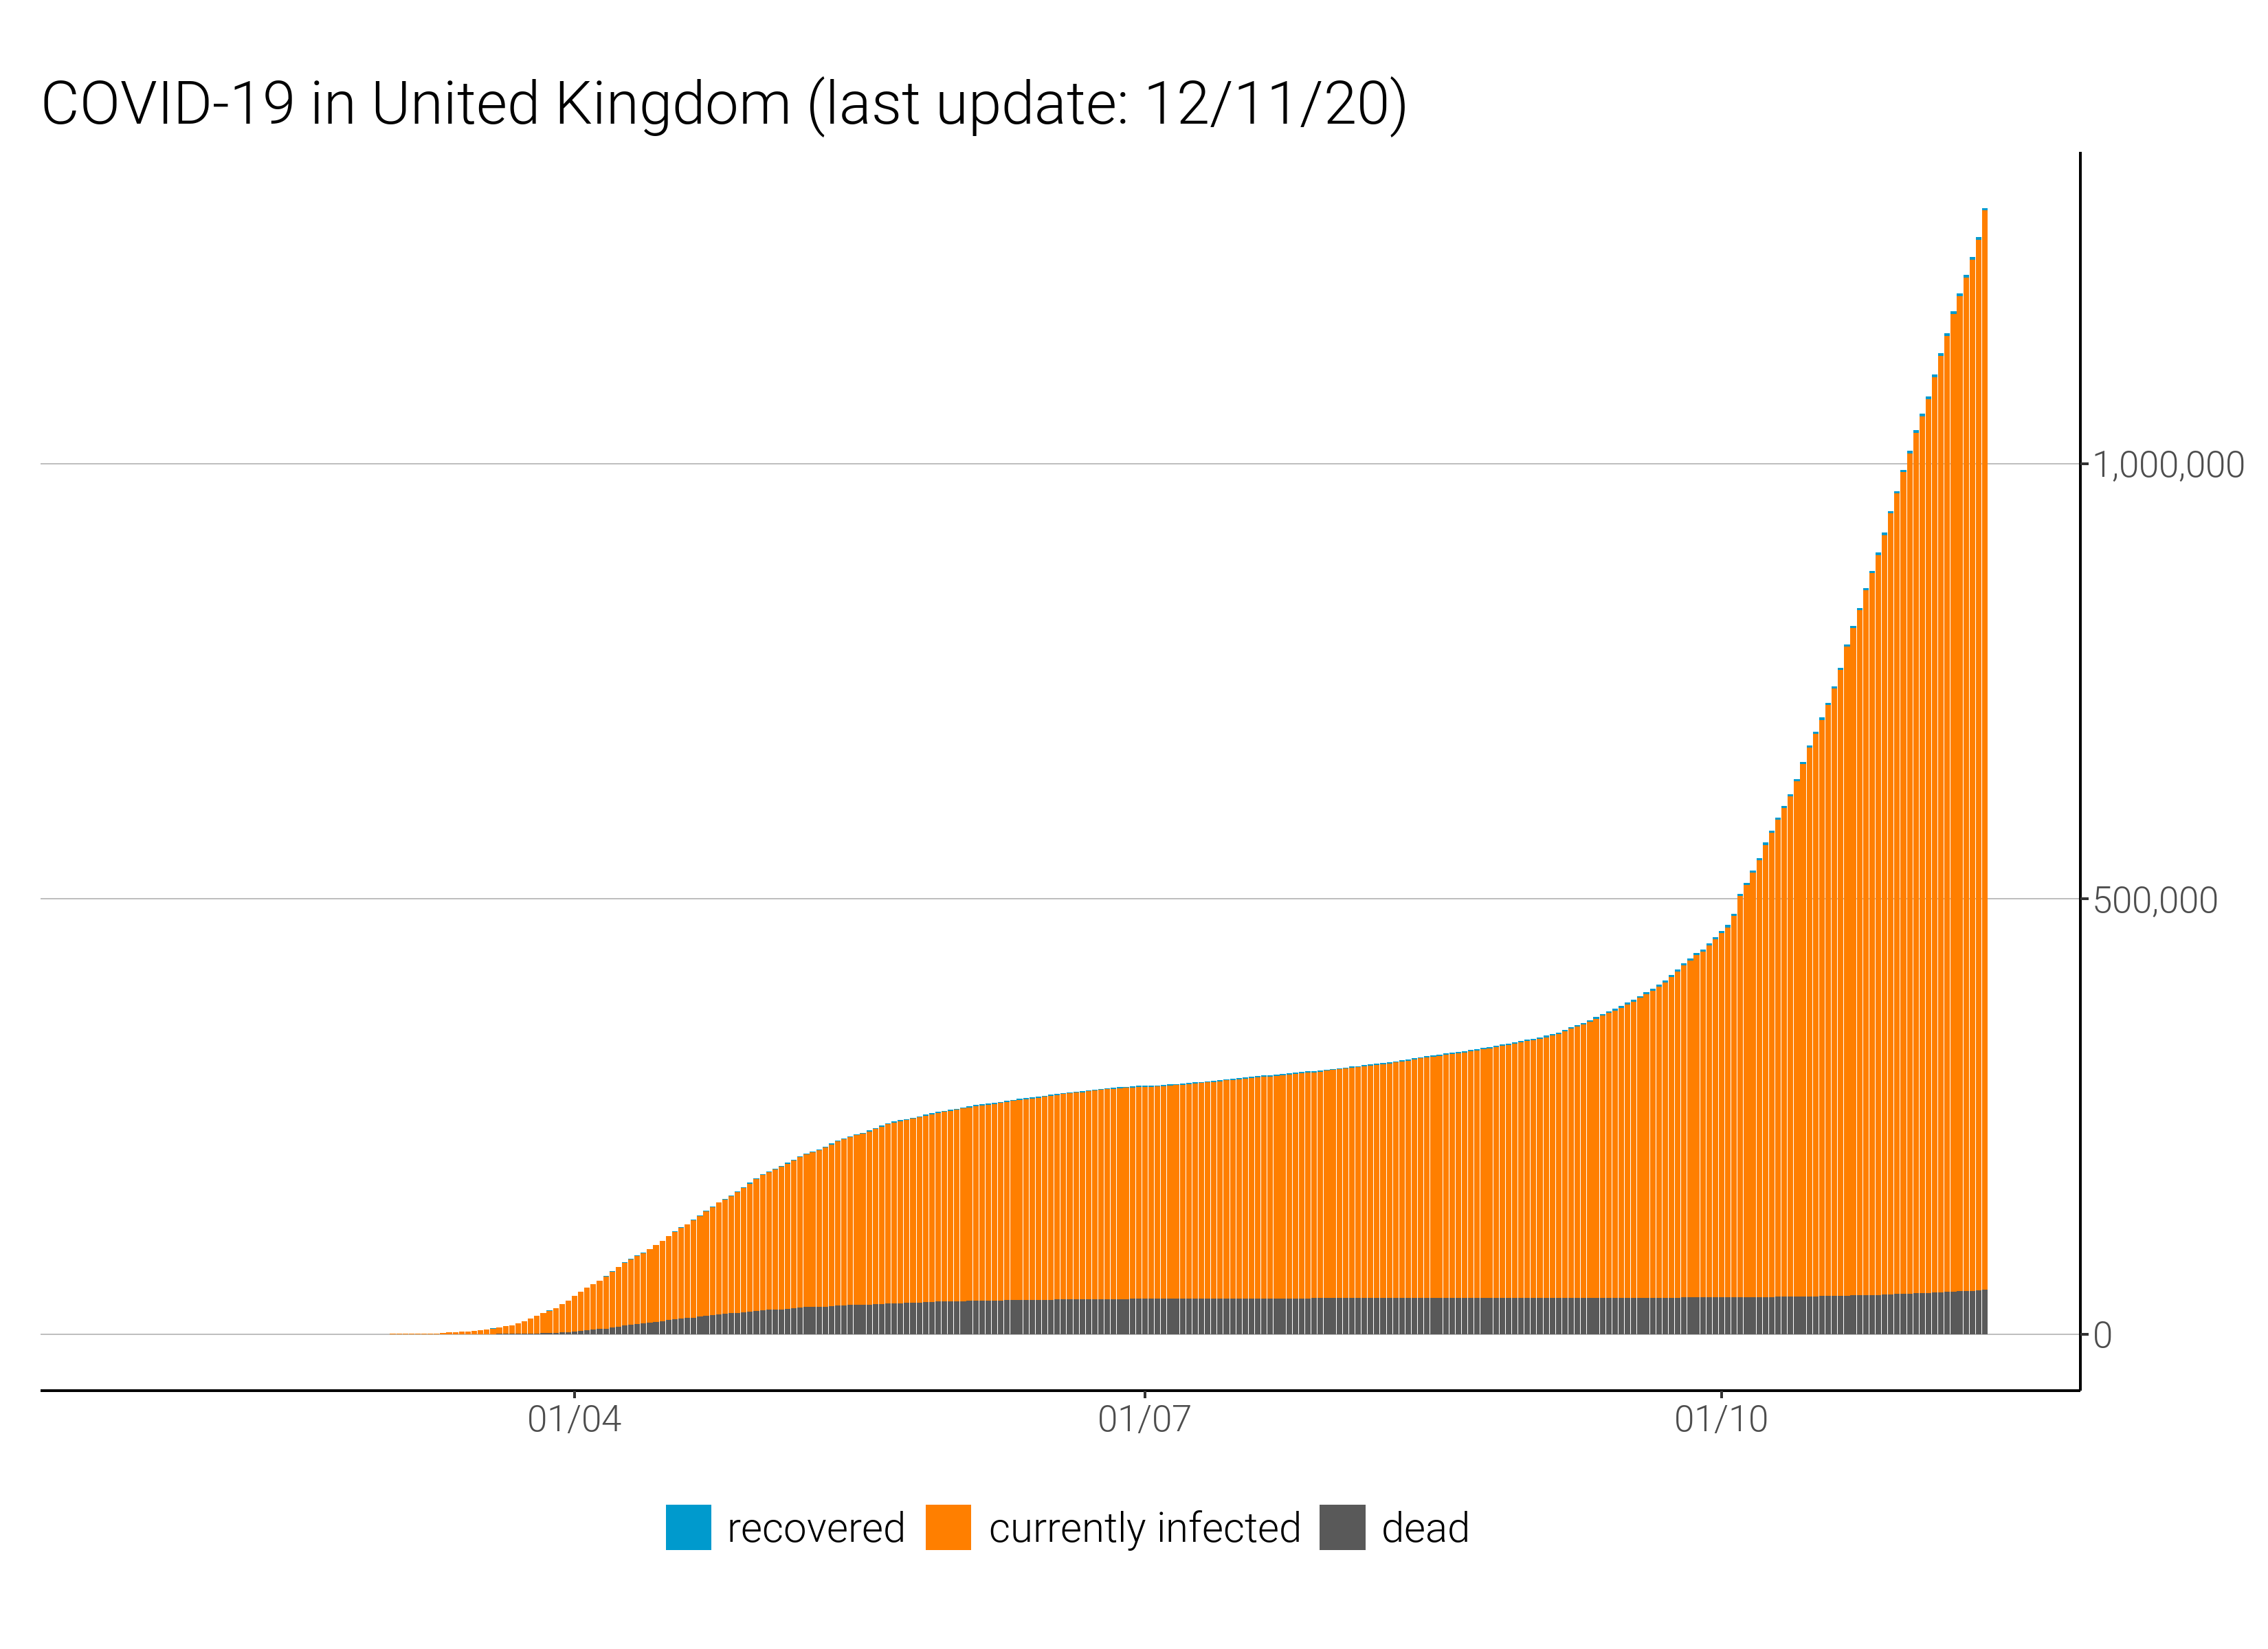 COVID-19 in United Kingdom (last update: 12/11/20)
1,000,000
500,000
0
01/04 01/07 01/10
recovered currently infected dead